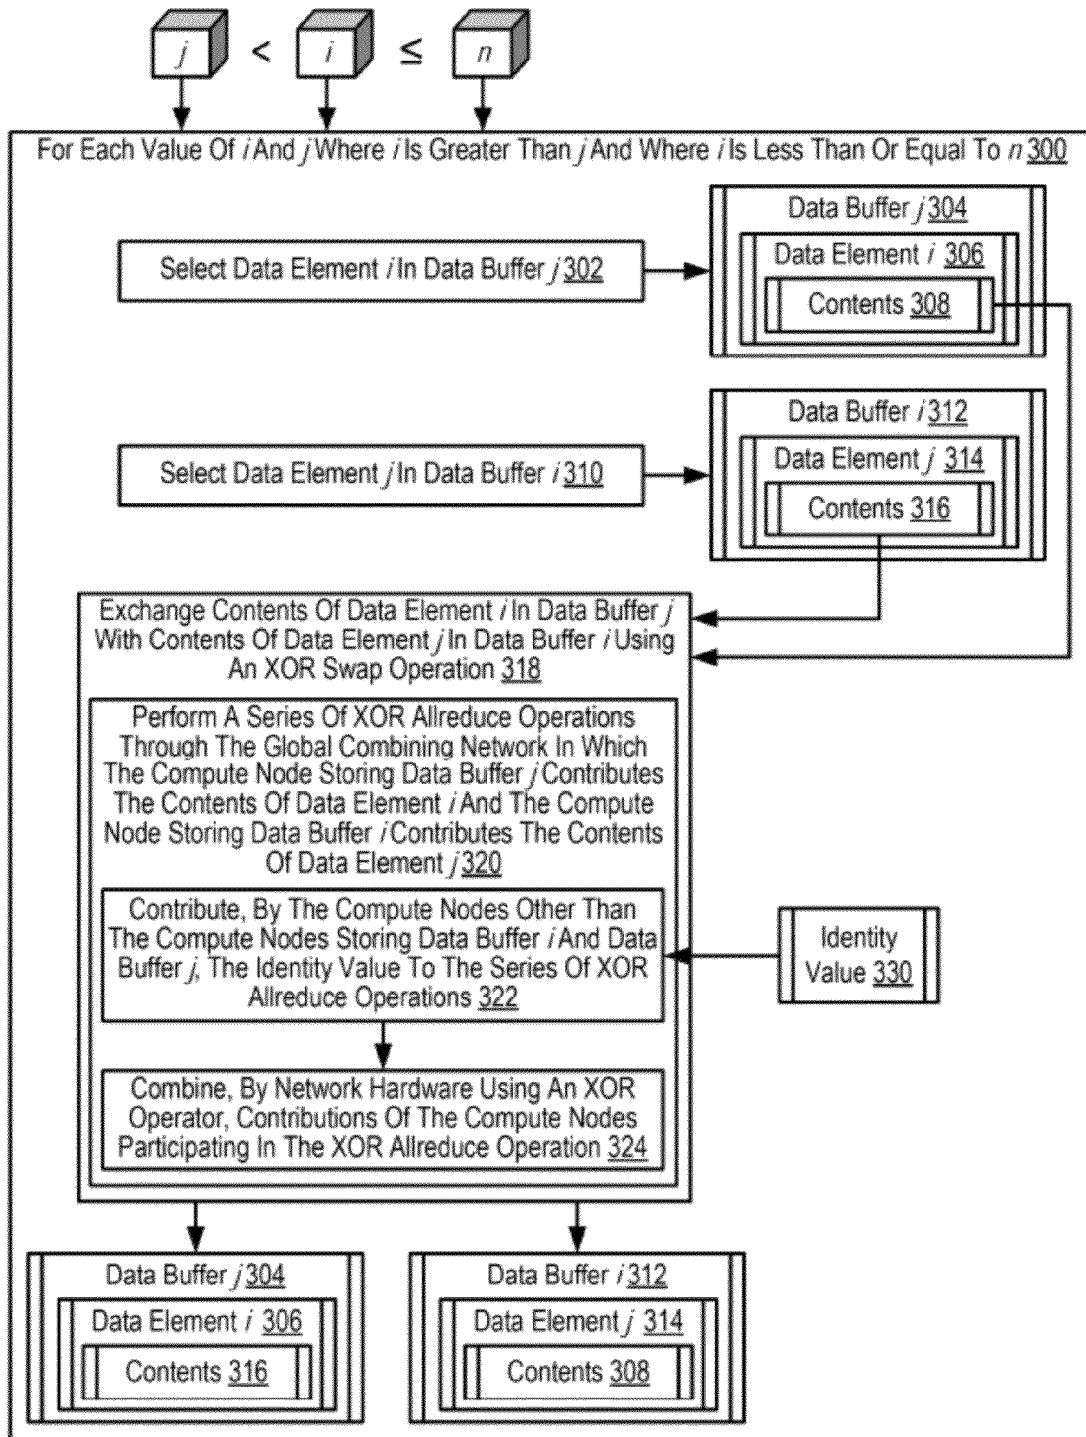 j < i ≤ n
For Each Value Of i And j Where i Is Greater Than j And Where i Is Less Than Or Equal To n 300
Data Buffer j 304
Select Data Element i In Data Buffer j 302
Data Element i 306
Contents 308
Data Buffer i 312
Select Data Element j In Data Buffer i 310
Data Element j 314
Contents 316
Exchange Contents Of Data Element i In Data Buffer j
With Contents Of Data Element j In Data Buffer i Using
An XOR Swap Operation 318
Perform A Series Of XOR Allreduce Operations
Through The Global Combining Network In Which
The Compute Node Storing Data Buffer j Contributes
The Contents Of Data Element i And The Compute
Node Storing Data Buffer i Contributes The Contents
Of Data Element j 320
Contribute, By The Compute Nodes Other Than
The Compute Nodes Storing Data Buffer i And Data
Buffer j, The Identity Value To The Series Of XOR
Allreduce Operations 322
Identity
Value 330
Combine, By Network Hardware Using An XOR
Operator, Contributions Of The Compute Nodes
Participating In The XOR Allreduce Operation 324
Data Buffer j 304
Data Element i 306
Contents 316
Data Buffer i 312
Data Element j 314
Contents 308